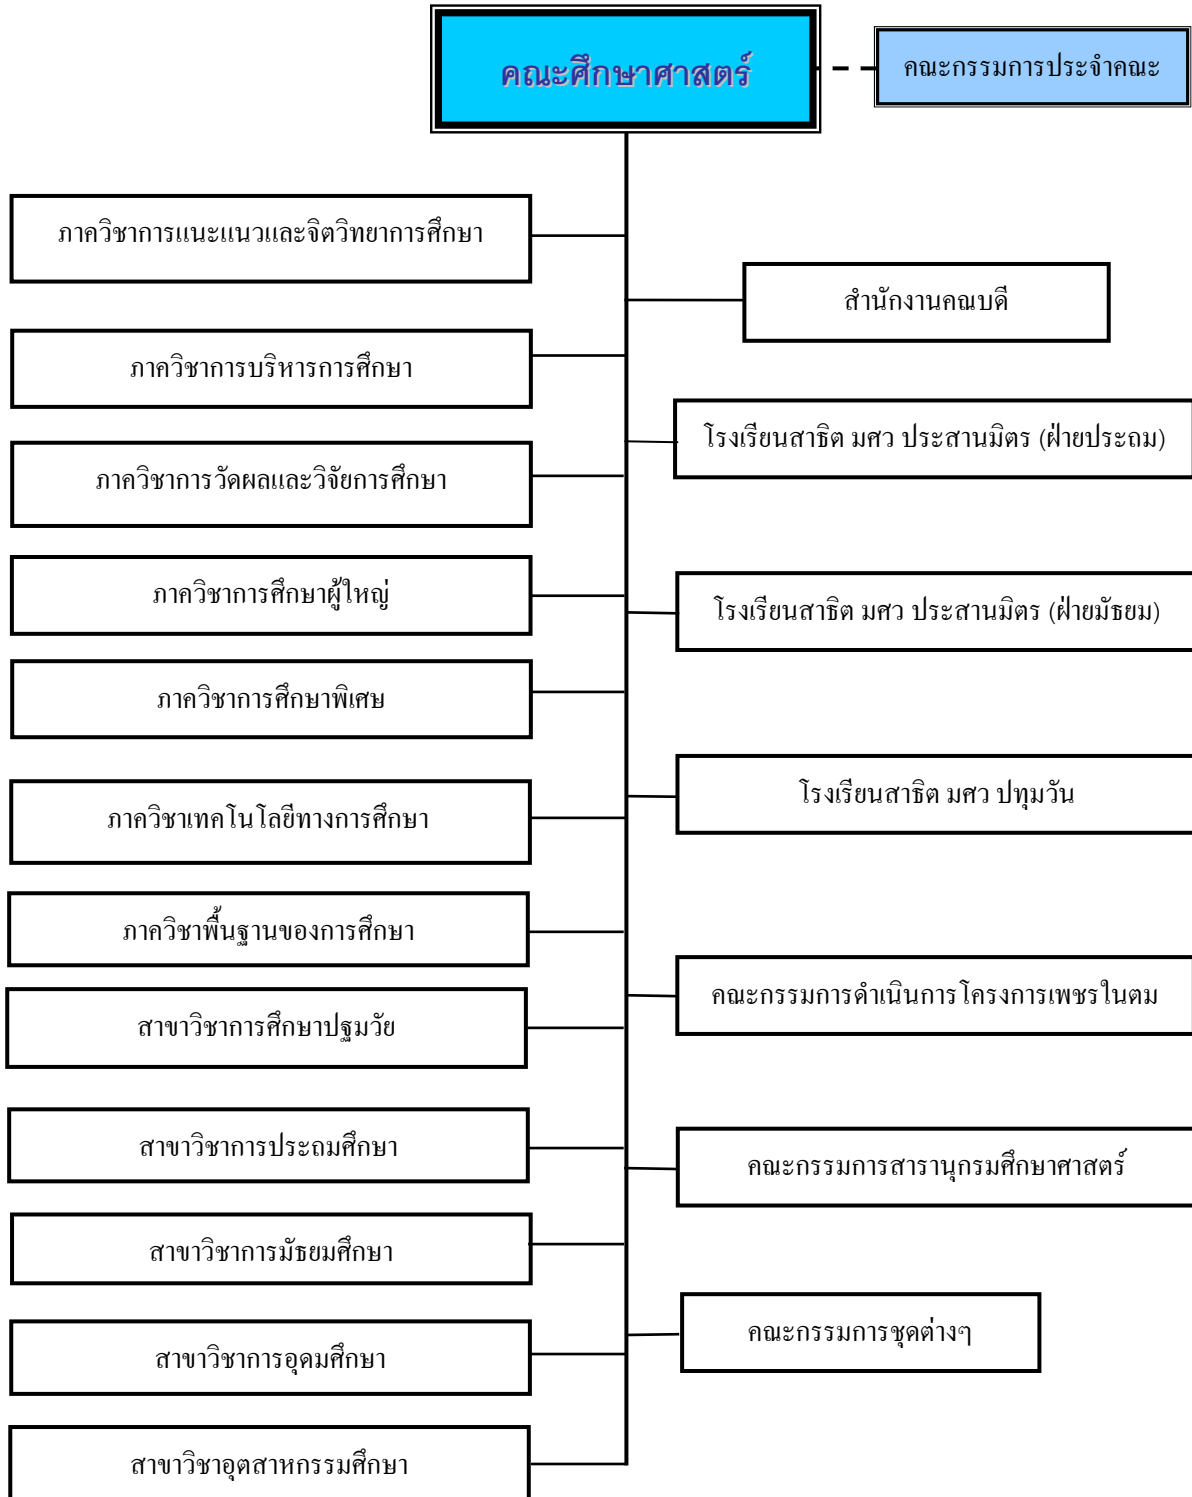 คณะศึกษาศาสตร์
คณะกรรมการประจำคณะ
ภาควิชาการแนะแนวและจิตวิทยาการศึกษา
ภาควิชาการบริหารการศึกษา
ภาควิชาการวัดผลและวิจัยการศึกษา
ภาควิชาการศึกษาผู้ใหญ่
ภาควิชาการศึกษาพิเศษ
ภาควิชาเทคโนโลยีทางการศึกษา
ภาควิชาพื้นฐานของการศึกษา
สาขาวิชาการศึกษาปฐมวัย
สาขาวิชาการประถมศึกษา
สาขาวิชาการมัธยมศึกษา
สาขาวิชาการอุดมศึกษา
สาขาวิชาอุตสาหกรรมศึกษา
สำนักงานคณบดี
โรงเรียนสาธิต มศว ประสานมิตร (ฝ่ายประถม)
โรงเรียนสาธิต มศว ประสานมิตร (ฝ่ายมัธยม)
โรงเรียนสาธิต มศว ปทุมวัน
คณะกรรมการดำเนินการโครงการเพชรในตม
คณะกรรมการสารานุกรมศึกษาศาสตร์
คณะกรรมการชุดต่างๆ